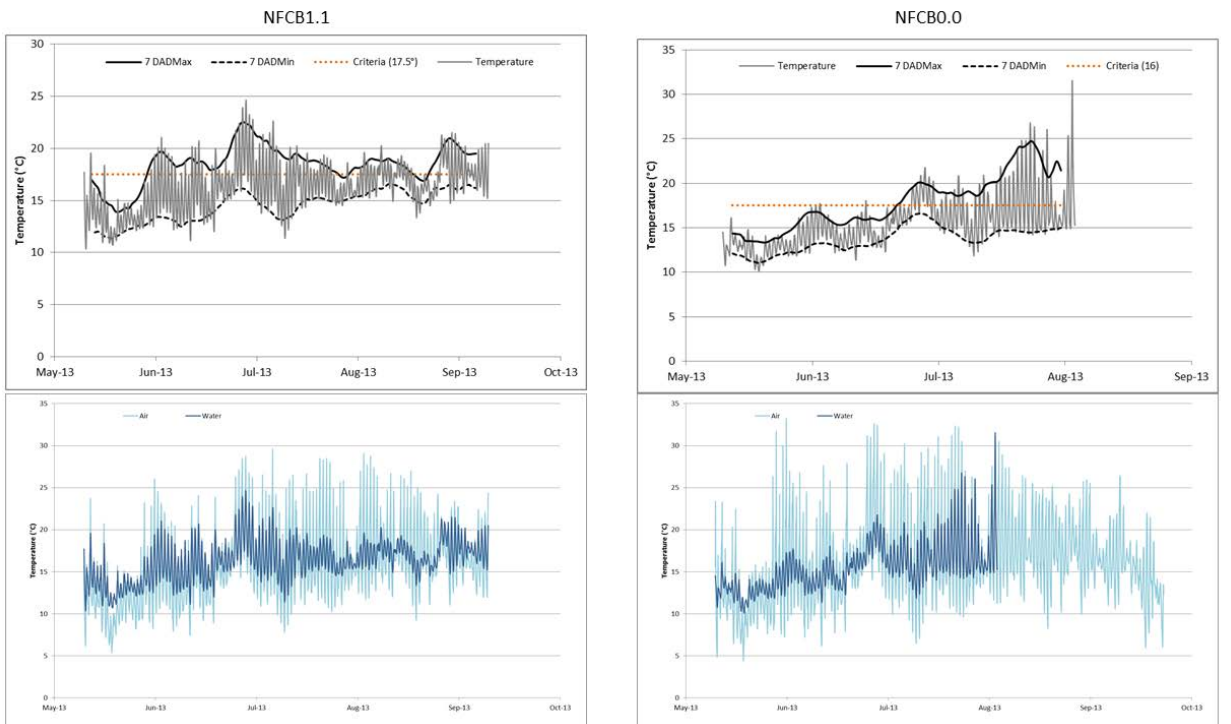 NFCB1.1
NFCB0.0
30
7 DADMax 7 DADMin Criteria (17.5°) Temperature
25
20
15
10
5
0
Temperature (°C)
May-13 Jun-13 Jul-13 Aug-13 Sep-13 Oct-13
35
Temperature 7 DADMax 7 DADMin Criteria (16)
30
25
20
15
10
5
0
Temperature (°C)
May-13 Jun-13 Jul-13 Aug-13 Sep-13
35
Air Water
30
25
20
15
10
5
0
Temperature (°C)
May-13 Jun-13 Jul-13 Aug-13 Sep-13 Oct-13
35
Air Water
30
25
20
15
10
5
0
Temperature (°C)
May-13 Jun-13 Jul-13 Aug-13 Sep-13 Oct-13